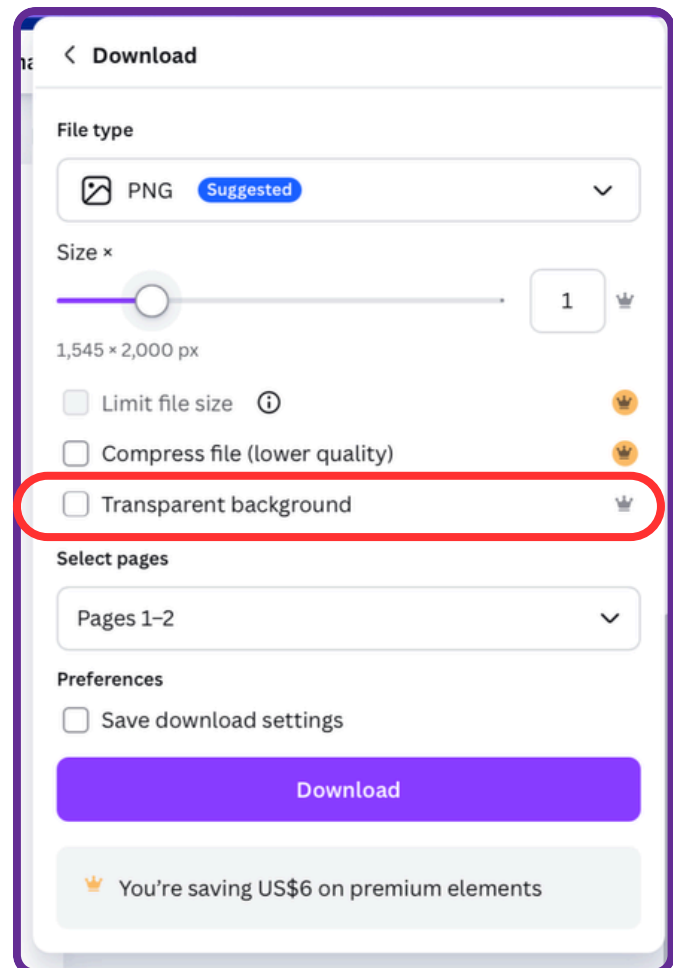 Download
File type
PNG Suggested
Size ×
1
1,545 × 2,000 px
Limit file size
Compress file (lower quality)
Transparent background
Select pages
Pages 1–2
Preferences
Save download settings
Download
You’re saving US$6 on premium elements